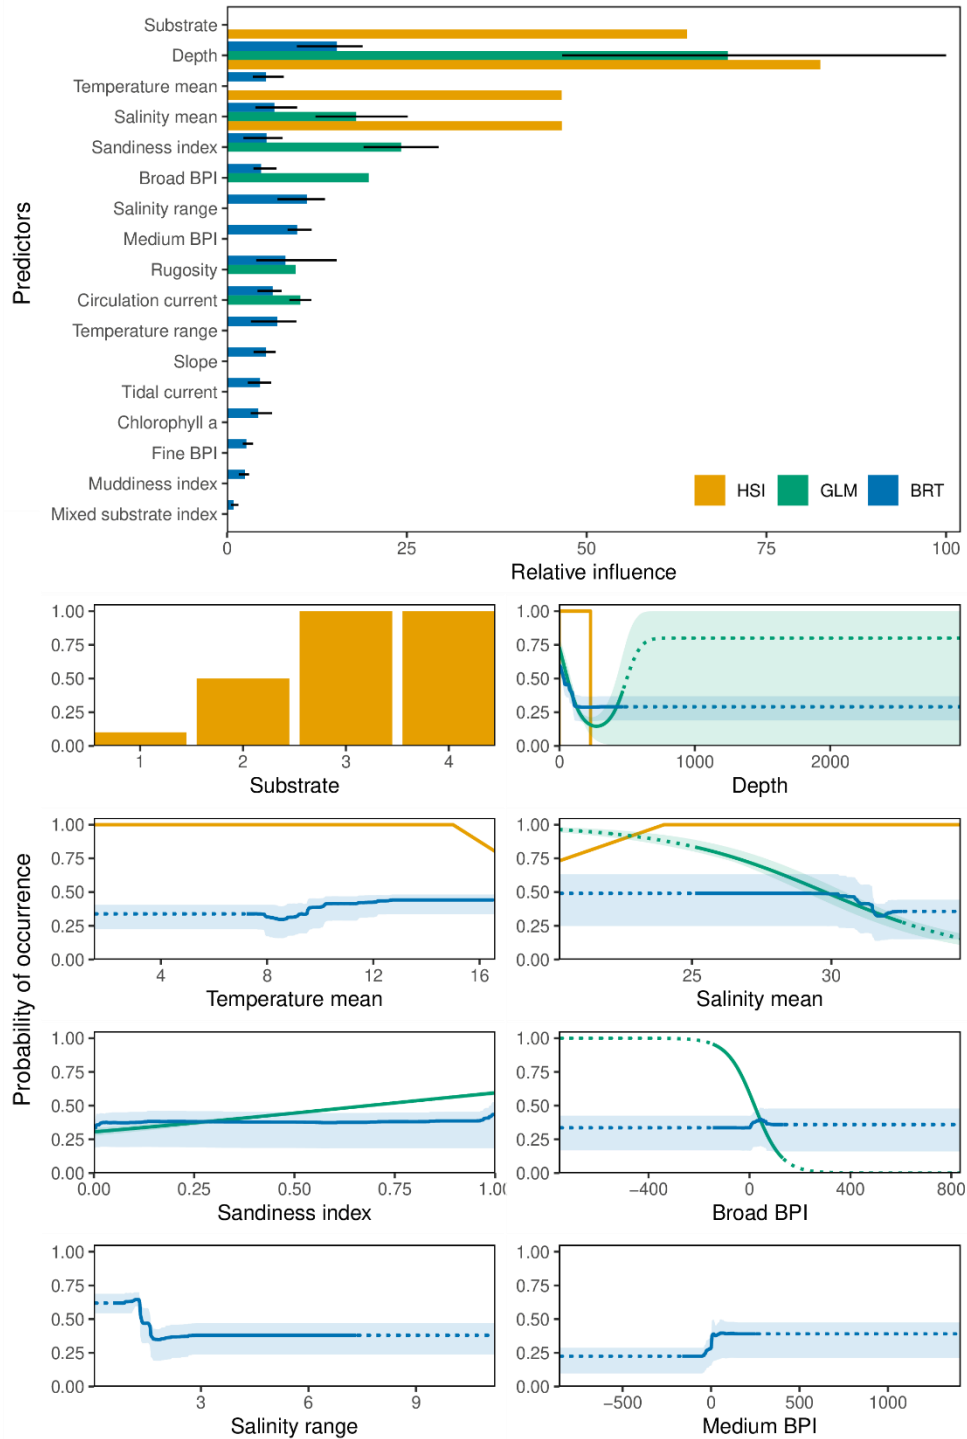 Predictors
Substrate
Depth
Temperature mean
Salinity mean
Sandiness index
Broad BPI
Salinity range
Medium BPI
Rugosity
Circulation current
Temperature range
Slope
Tidal current
Chlorophyll a
Fine BPI
Muddiness index
Mixed substrate index
HSI GLM BRT
0 25 50 75 100
Relative influence
Probability of occurrence
1.00
0.75
0.50
0.25
0.00
1 2 3 4
Substrate
1.00
0.75
0.50
0.25
0.00
0 1000 2000
Depth
1.00
0.75
0.50
0.25
0.00
4 8 12 16
Temperature mean
1.00
0.75
0.50
0.25
0.00
25 30
Salinity mean
1.00
0.75
0.50
0.25
0.00
0.00 0.25 0.50 0.75 1.00
Sandiness index
1.00
0.75
0.50
0.25
0.00
−400 0 400 800
Broad BPI
1.00
0.75
0.50
0.25
0.00
3 6 9
Salinity range
1.00
0.75
0.50
0.25
0.00
−500 0 500 1000
Medium BPI